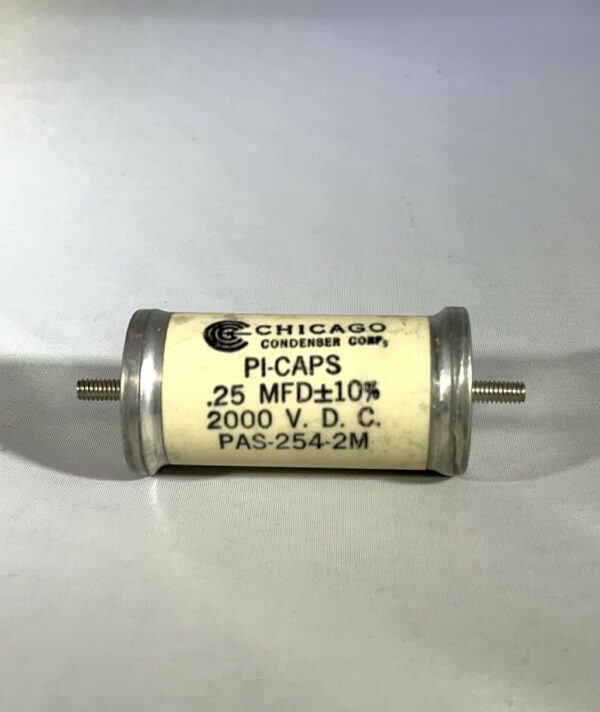 CHICAGO
CONDENSER CORP.
PI-CAPS
.25 MFD±10%
2000 V. D. C.
PAS-254-2M